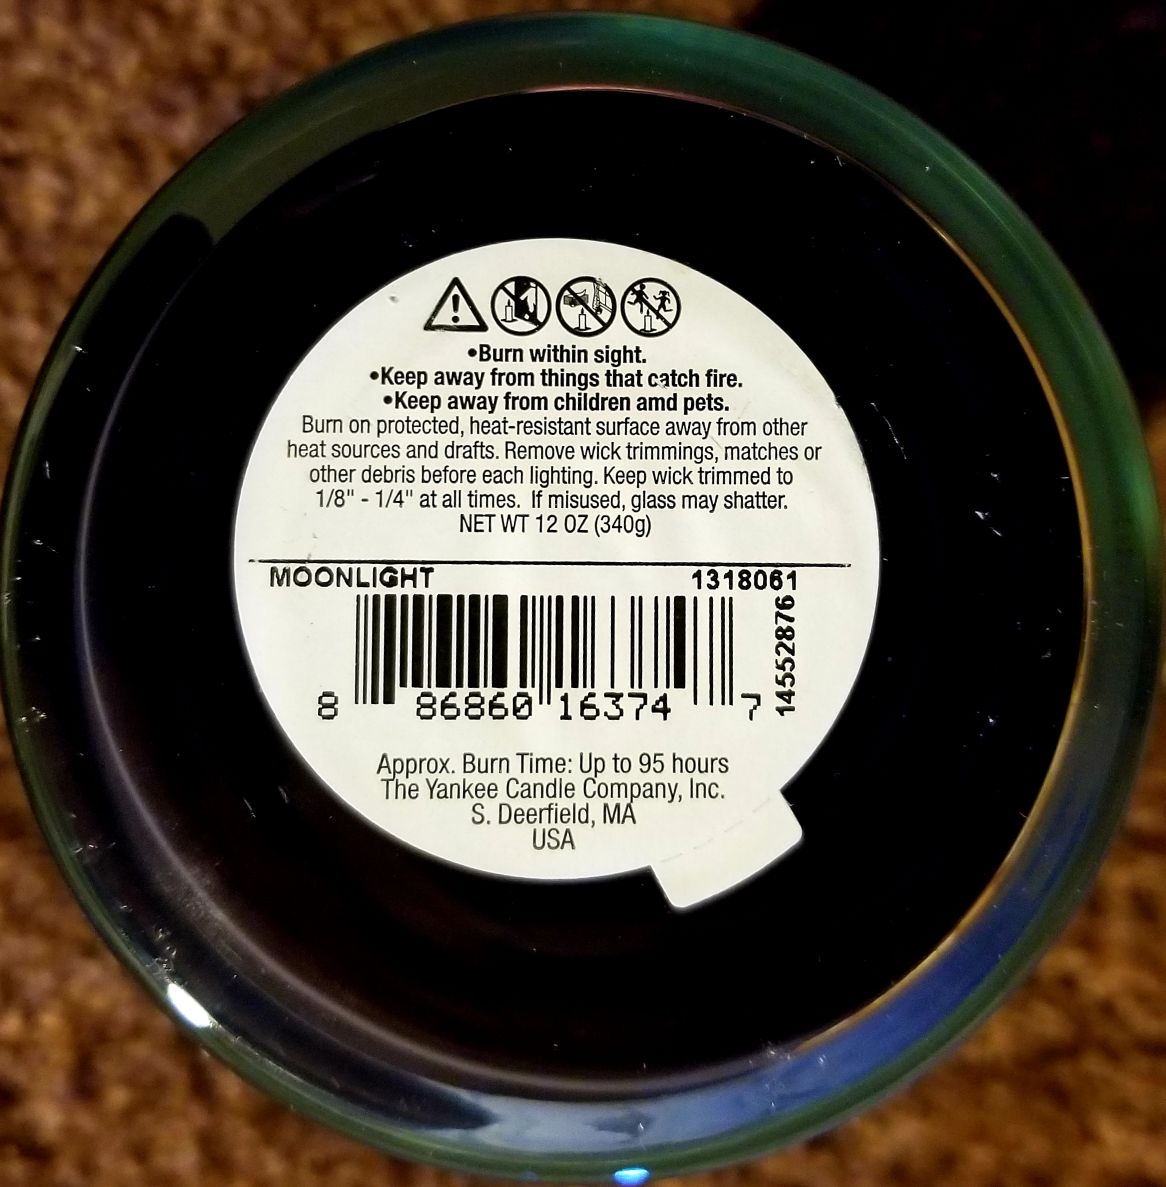 •Burn within sight.
•Keep away from things that catch fire.
•Keep away from children amd pets.
Burn on protected, heat-resistant surface away from other
heat sources and drafts. Remove wick trimmings, matches or
other debris before each lighting. Keep wick trimmed to
1/8" - 1/4" at all times. If misused, glass may shatter.
NET WT 12 OZ (340g)
MOONLIGHT 1318061
14552876
8 86860 16374 7
Approx. Burn Time: Up to 95 hours
The Yankee Candle Company, Inc.
S. Deerfield, MA
USA